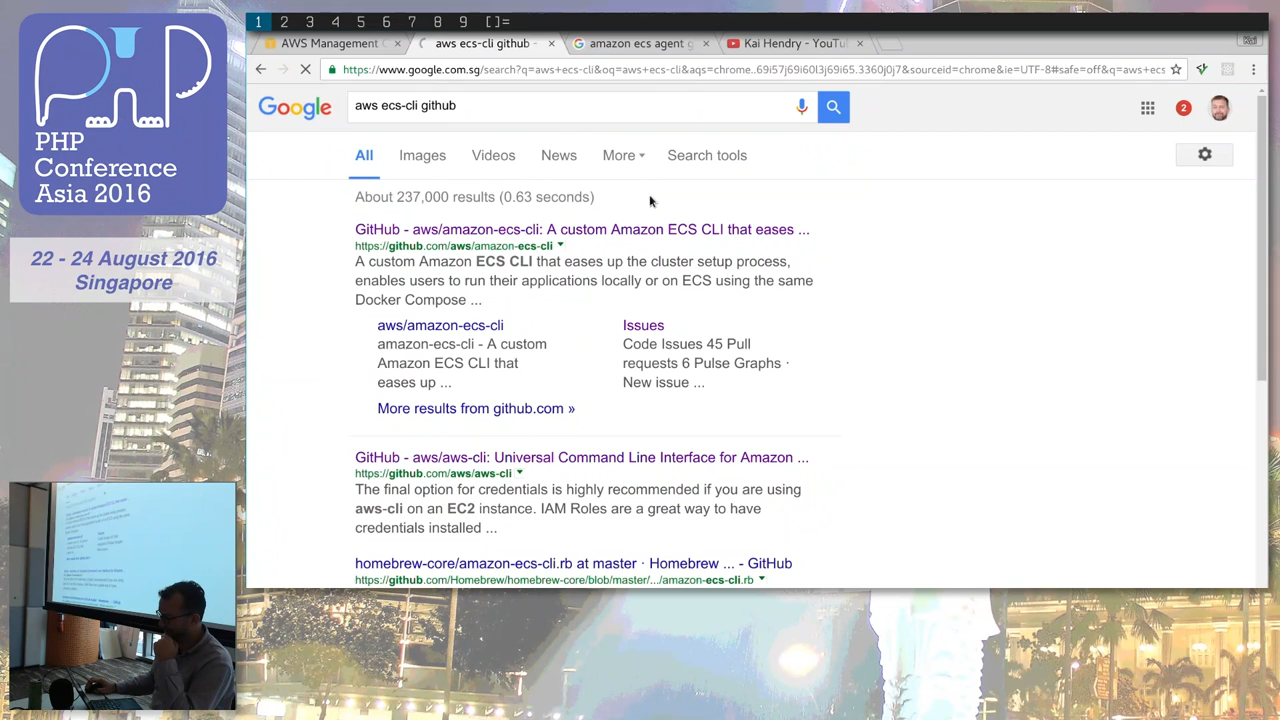 PHP
Conference
Asia 2016
22 - 24 August 2016
Singapore
1 2 3 4 5 6 7 8 9 []=
AWS Management C
aws ecs-cli github -
amazon ecs agent g
Kai Hendry - YouTu
Kai
https://www.google.com.sg/search?q=aws+ecs-cli&oq=aws+ecs-cli&aqs=chrome..69i57j69i60l3j69i65.3360j0j7&sourceid=chrome&ie=UTF-8#safe=off&q=aws+ecs
Google
aws ecs-cli github
2
All Images Videos News More Search tools
About 237,000 results (0.63 seconds)
GitHub - aws/amazon-ecs-cli: A custom Amazon ECS CLI that eases ...
https://github.com/aws/amazon-ecs-cli
A custom Amazon ECS CLI that eases up the cluster setup process,
enables users to run their applications locally or on ECS using the same
Docker Compose ...
aws/amazon-ecs-cli
amazon-ecs-cli - A custom
Amazon ECS CLI that
eases up ...
Issues
Code Issues 45 Pull
requests 6 Pulse Graphs ·
New issue ...
More results from github.com »
GitHub - aws/aws-cli: Universal Command Line Interface for Amazon ...
https://github.com/aws/aws-cli
The final option for credentials is highly recommended if you are using
aws-cli on an EC2 instance. IAM Roles are a great way to have
credentials installed ...
homebrew-core/amazon-ecs-cli.rb at master · Homebrew ... - GitHub
https://github.com/Homebrew/homebrew-core/blob/master/.../amazon-ecs-cli.rb